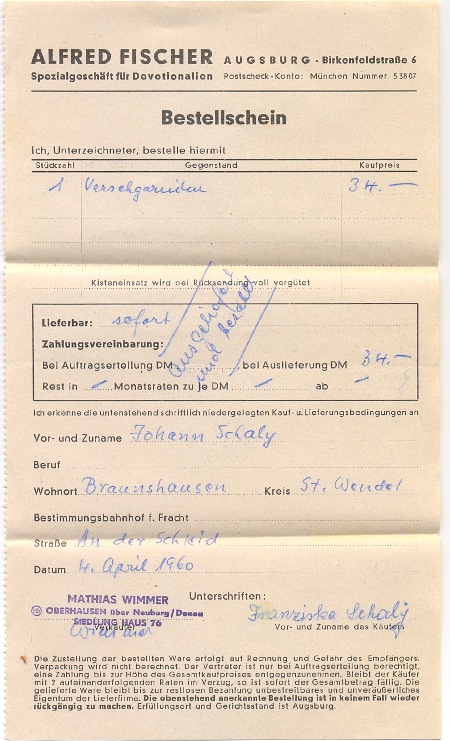 ALFRED FISCHER AUGSBURG · Birkenfeldstraße 6
Spezialgeschäft für Devotionalien Postscheck-Konto: München Nummer 53807
Bestellschein
Ich, Unterzeichneter, bestelle hiermit
Stückzahl Gegenstand Kaufpreis
1 Versehgarnitur 34.—
Kisteneinsatz wird bei Rücksendung voll vergütet
Lieferbar: sofort
ausgeliefert
und bezahlt
Zahlungsvereinbarung:
Bei Auftragserteilung DM , bei Auslieferung DM 34.—
Rest in — Monatsraten zu je DM — ab —
Ich erkenne die untenstehend schriftlich niedergelegten Kauf- u. Lieferungsbedingungen an
Vor- und Zuname Johann Schaly
Beruf
Wohnort Braunshausen Kreis St. Wendel
Bestimmungsbahnhof f. Fracht
Straße An der Scheid
Datum 4. April 1960
MATHIAS WIMMER Unterschriften:
OBERHAUSEN über Neuburg/Donau
SIEDLUNG HAUS 76 Franziska Schaly
Wimmer Verkäufer Vor- und Zuname des Käufers
Die Zustellung der bestellten Ware erfolgt auf Rechnung und Gefahr des Empfängers.
Verpackung wird nicht berechnet. Der Vertreter ist nur bei Auftragserteilung berechtigt,
eine Zahlung bis zur Höhe des Gesamtkaufpreises entgegenzunehmen. Bleibt der Käufer
mit 2 aufeinanderfolgenden Raten im Verzug, so ist sofort der Gesamtbetrag fällig. Die
gelieferte Ware bleibt bis zur restlosen Bezahlung unbestreitbares und unveräußerliches
Eigentum der Lieferfirma. Die obenstehend anerkannte Bestellung ist in keinem Fall wieder
rückgängig zu machen. Erfüllungsort und Gerichtsstand ist Augsburg.